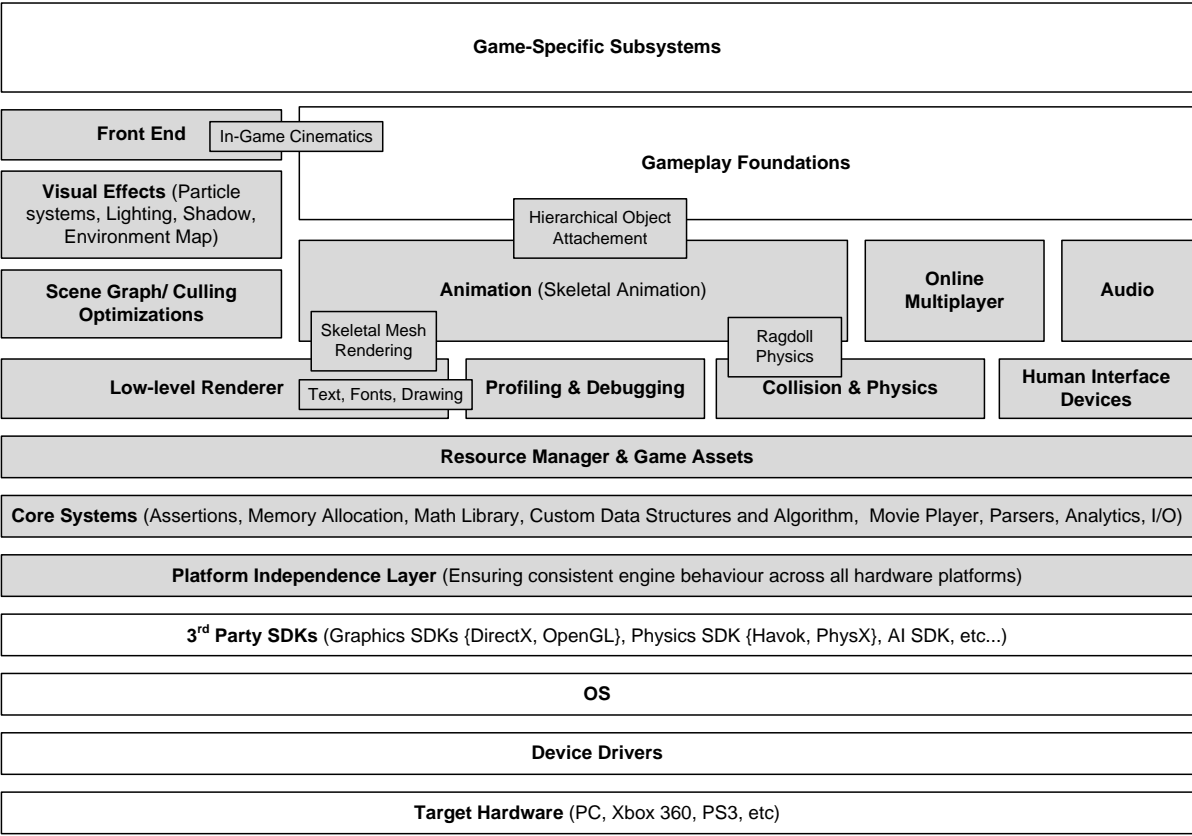 Game-Specific Subsystems
Front End
In-Game Cinematics
Gameplay Foundations
Visual Effects (Particle
systems, Lighting, Shadow,
Environment Map)
Hierarchical Object
Attachement
Scene Graph/ Culling
Optimizations
Animation (Skeletal Animation)
Online
Multiplayer
Audio
Skeletal Mesh
Rendering
Ragdoll
Physics
Low-level Renderer
Text, Fonts, Drawing
Profiling & Debugging
Collision & Physics
Human Interface
Devices
Resource Manager & Game Assets
Core Systems (Assertions, Memory Allocation, Math Library, Custom Data Structures and Algorithm,  Movie Player, Parsers, Analytics, I/O)
Platform Independence Layer (Ensuring consistent engine behaviour across all hardware platforms)
3rd Party SDKs (Graphics SDKs {DirectX, OpenGL}, Physics SDK {Havok, PhysX}, AI SDK, etc...)
OS
Device Drivers
Target Hardware (PC, Xbox 360, PS3, etc)